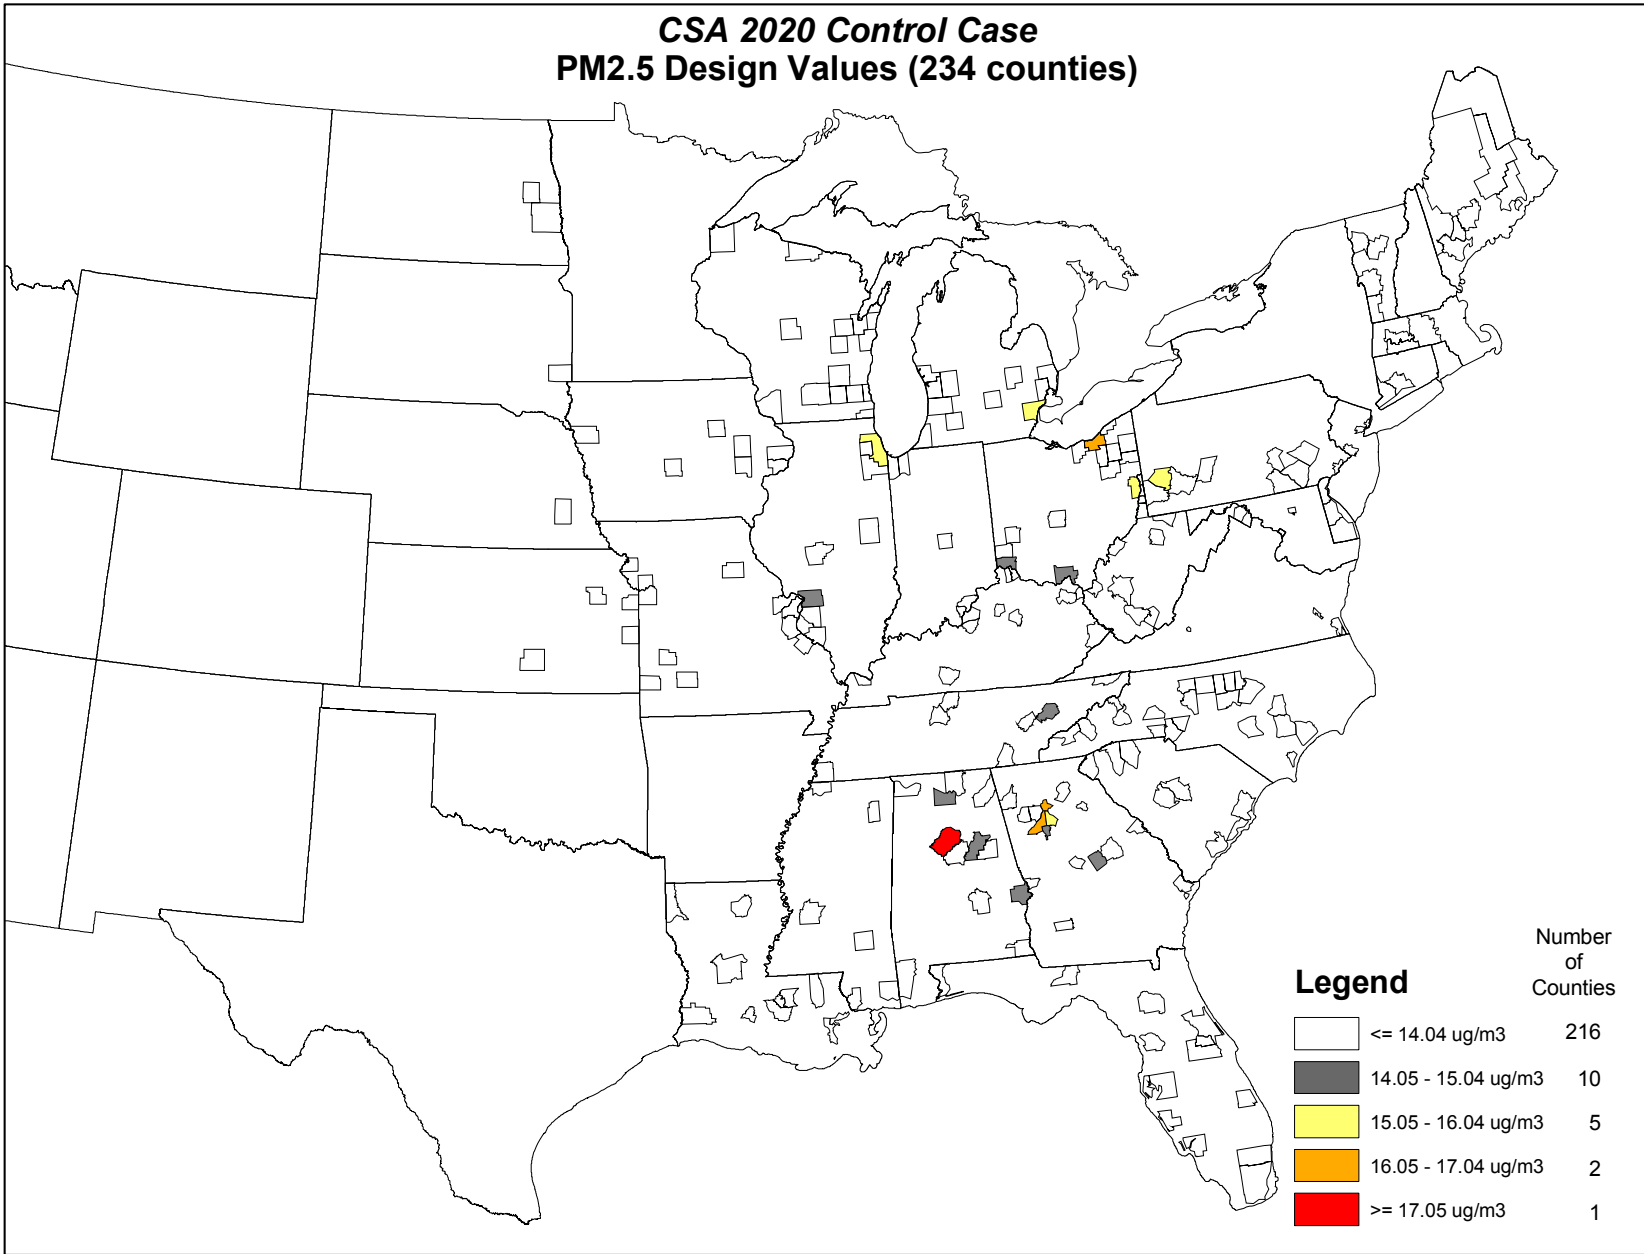 CSA 2020 Control Case
PM2.5 Design Values (234 counties)
Number
of
Counties
Legend
<= 14.04 ug/m3 216
14.05 - 15.04 ug/m3 10
15.05 - 16.04 ug/m3 5
16.05 - 17.04 ug/m3 2
>= 17.05 ug/m3 1